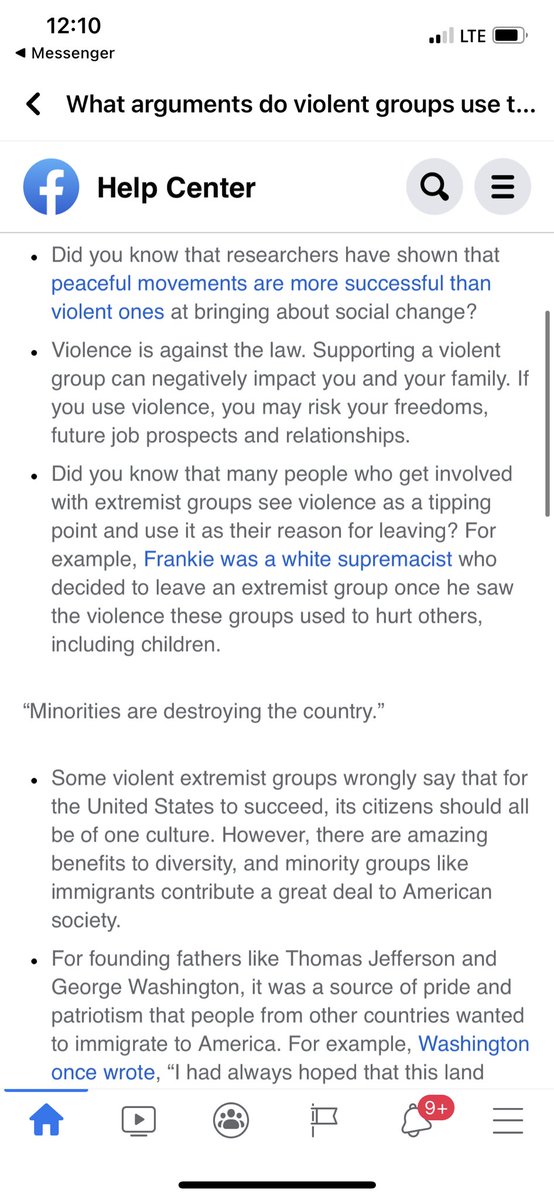 12:10
LTE
◀ Messenger
What arguments do violent groups use t...
Help Center
• Did you know that researchers have shown that
peaceful movements are more successful than
violent ones at bringing about social change?
• Violence is against the law. Supporting a violent
group can negatively impact you and your family. If
you use violence, you may risk your freedoms,
future job prospects and relationships.
• Did you know that many people who get involved
with extremist groups see violence as a tipping
point and use it as their reason for leaving? For
example, Frankie was a white supremacist who
decided to leave an extremist group once he saw
the violence these groups used to hurt others,
including children.
“Minorities are destroying the country.”
• Some violent extremist groups wrongly say that for
the United States to succeed, its citizens should all
be of one culture. However, there are amazing
benefits to diversity, and minority groups like
immigrants contribute a great deal to American
society.
• For founding fathers like Thomas Jefferson and
George Washington, it was a source of pride and
patriotism that people from other countries wanted
to immigrate to America. For example, Washington
once wrote, “I had always hoped that this land
9+